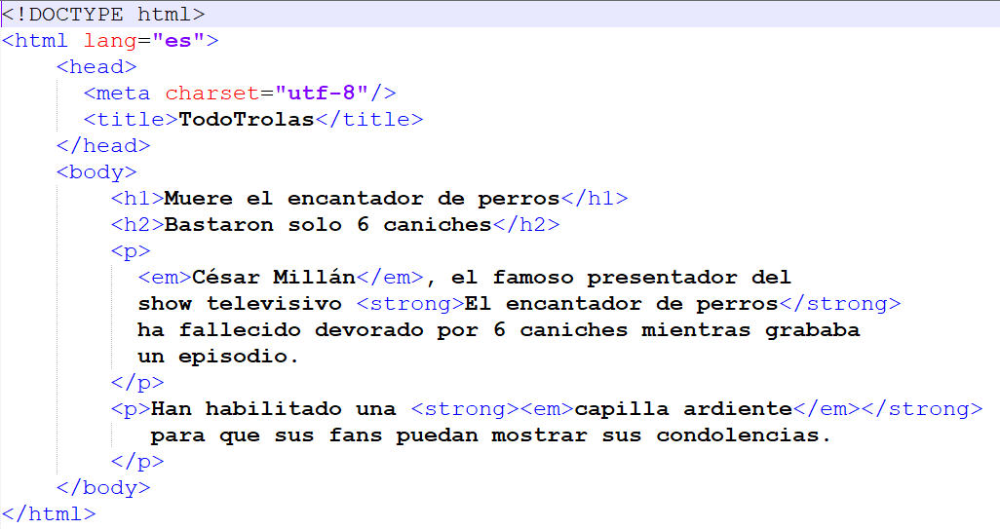 <!DOCTYPE html>
<html lang="es">
    <head>
      <meta charset="utf-8"/>
      <title>TodoTrolas</title>
    </head>
    <body>
        <h1>Muere el encantador de perros</h1>
        <h2>Bastaron solo 6 caniches</h2>
        <p>
          <em>César Millán</em>, el famoso presentador del
          show televisivo <strong>El encantador de perros</strong>
          ha fallecido devorado por 6 caniches mientras grababa
          un episodio.
        </p>
        <p>Han habilitado una <strong><em>capilla ardiente</em></strong>
           para que sus fans puedan mostrar sus condolencias.
        </p>
    </body>
</html>